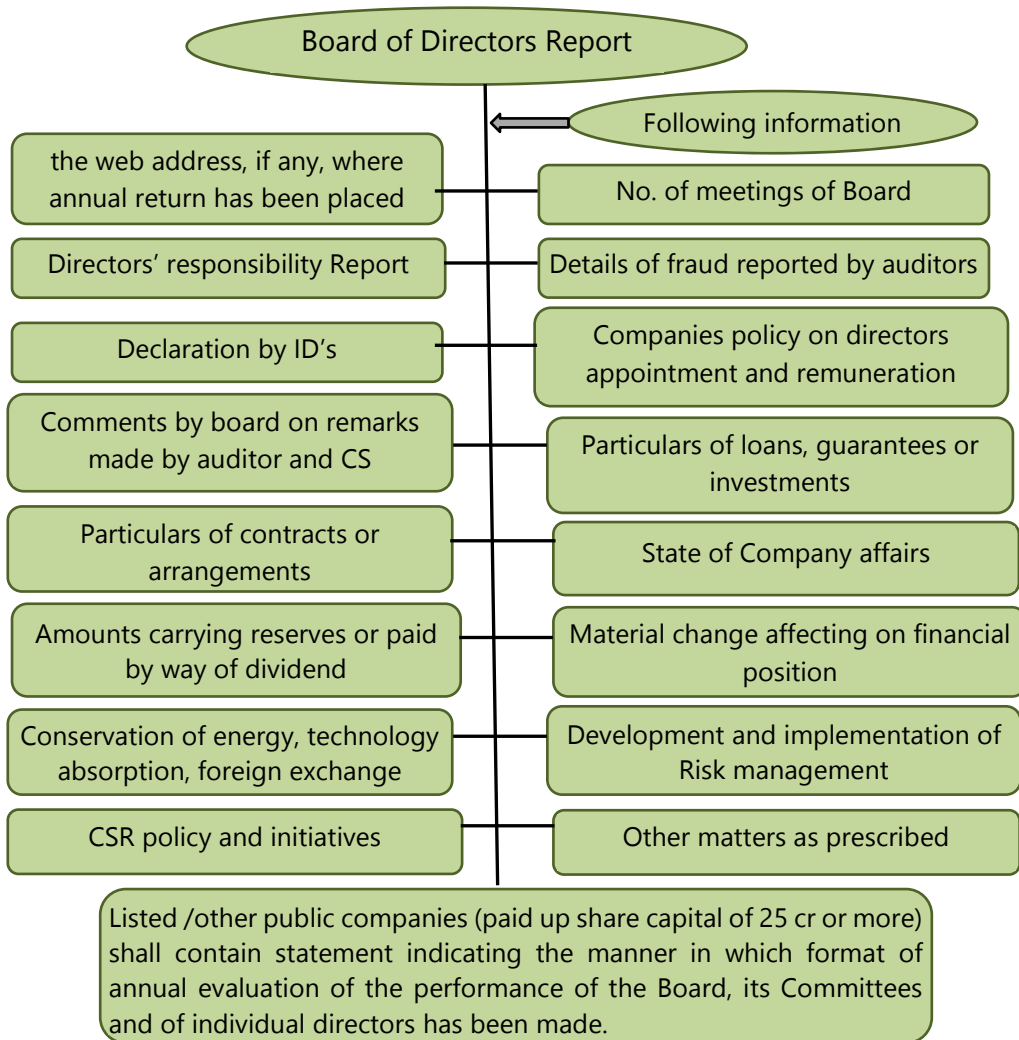 Board of Directors Report
Following information
the web address, if any, where
annual return has been placed
No. of meetings of Board
Directors’ responsibility Report
Details of fraud reported by auditors
Declaration by ID’s
Companies policy on directors
appointment and remuneration
Comments by board on remarks
made by auditor and CS
Particulars of loans, guarantees or
investments
Particulars of contracts or
arrangements
State of Company affairs
Amounts carrying reserves or paid
by way of dividend
Material change affecting on financial
position
Conservation of energy, technology
absorption, foreign exchange
Development and implementation of
Risk management
CSR policy and initiatives
Other matters as prescribed
Listed /other public companies (paid up share capital of 25 cr or more)
shall contain statement indicating the manner in which format of
annual evaluation of the performance of the Board, its Committees
and of individual directors has been made.